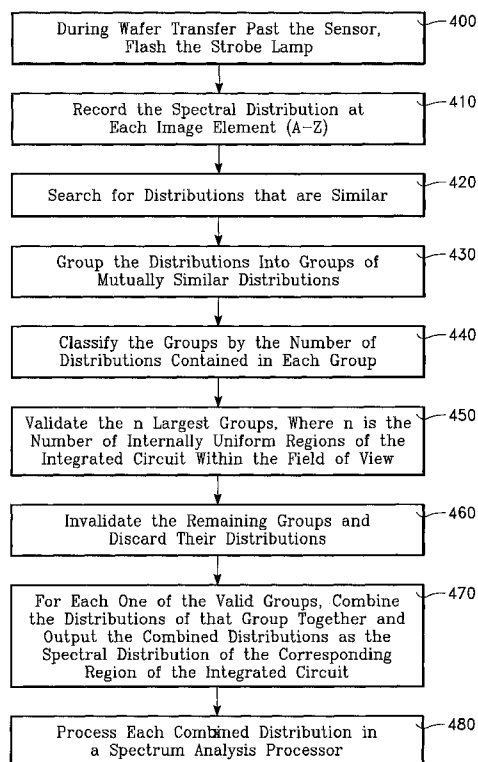 During Wafer Transfer Past the Sensor,
Flash the Strobe Lamp
400
Record the Spectral Distribution at
Each Image Element (A-Z)
410
Search for Distributions that are Similar
420
Group the Distributions Into Groups of
Mutually Similar Distributions
430
Classify the Groups by the Number of
Distributions Contained in Each Group
440
Validate the n Largest Groups, Where n is the
Number of Internally Uniform Regions of the
Integrated Circuit Within the Field of View
450
Invalidate the Remaining Groups and
Discard Their Distributions
460
For Each One of the Valid Groups, Combine
the Distributions of that Group Together and
Output the Combined Distributions as the
Spectral Distribution of the Corresponding
Region of the Integrated Circuit
470
Process Each Combined Distribution in
a Spectrum Analysis Processor
480